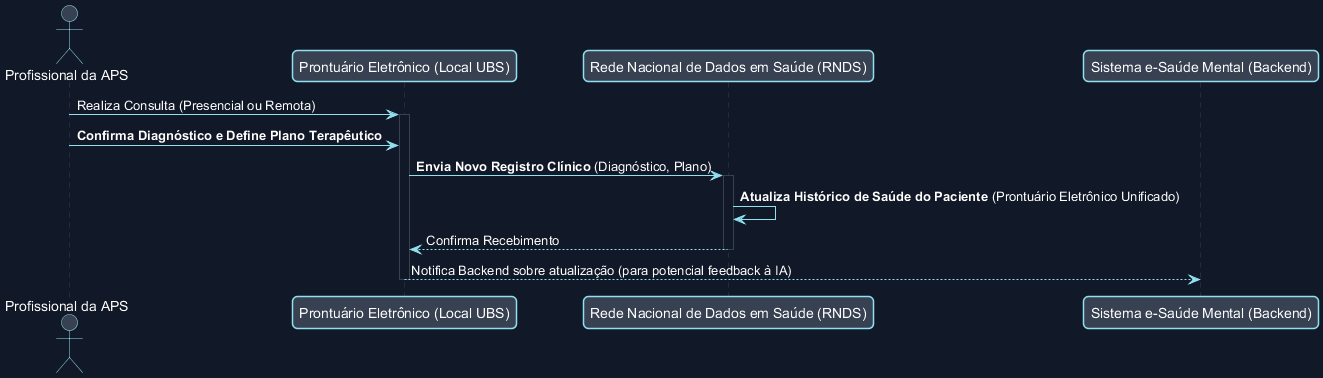 Profissional da APS
Prontuário Eletrônico (Local UBS)
Rede Nacional de Dados em Saúde (RNDS)
Sistema e-Saúde Mental (Backend)
Realiza Consulta (Presencial ou Remota)
Confirma Diagnóstico e Define Plano Terapêutico
Envia Novo Registro Clínico (Diagnóstico, Plano)
Atualiza Histórico de Saúde do Paciente (Prontuário Eletrônico Unificado)
Confirma Recebimento
Notifica Backend sobre atualização (para potencial feedback à IA)
Profissional da APS
Prontuário Eletrônico (Local UBS)
Rede Nacional de Dados em Saúde (RNDS)
Sistema e-Saúde Mental (Backend)